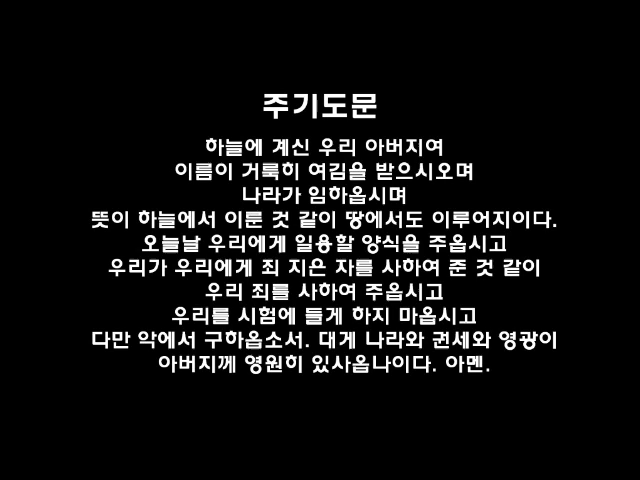 주기도문
하늘에 계신 우리 아버지여
이름이 거룩히 여김을 받으시오며
나라가 임하옵시며
뜻이 하늘에서 이룬 것 같이 땅에서도 이루어지이다.
오늘날 우리에게 일용할 양식을 주옵시고
우리가 우리에게 죄 지은 자를 사하여 준 것 같이
우리 죄를 사하여 주옵시고
우리를 시험에 들게 하지 마옵시고
다만 악에서 구하옵소서. 대게 나라와 권세와 영광이
아버지께 영원히 있사옵나이다. 아멘.